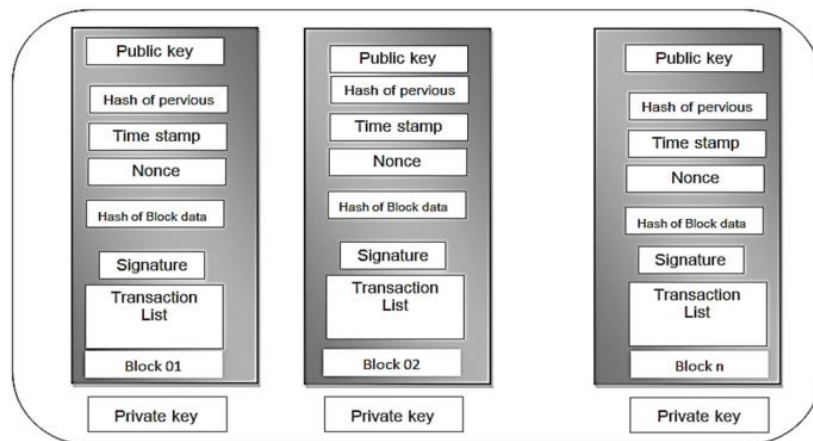 Public key
Hash of pervious
Time stamp
Nonce
Hash of Block data
Signature
Transaction
List
Block 01
Private key
Public key
Hash of pervious
Time stamp
Nonce
Hash of Block data
Signature
Transaction
List
Block 02
Private key
Public key
Hash of pervious
Time stamp
Nonce
Hash of Block data
Signature
Transaction
List
Block n
Private key